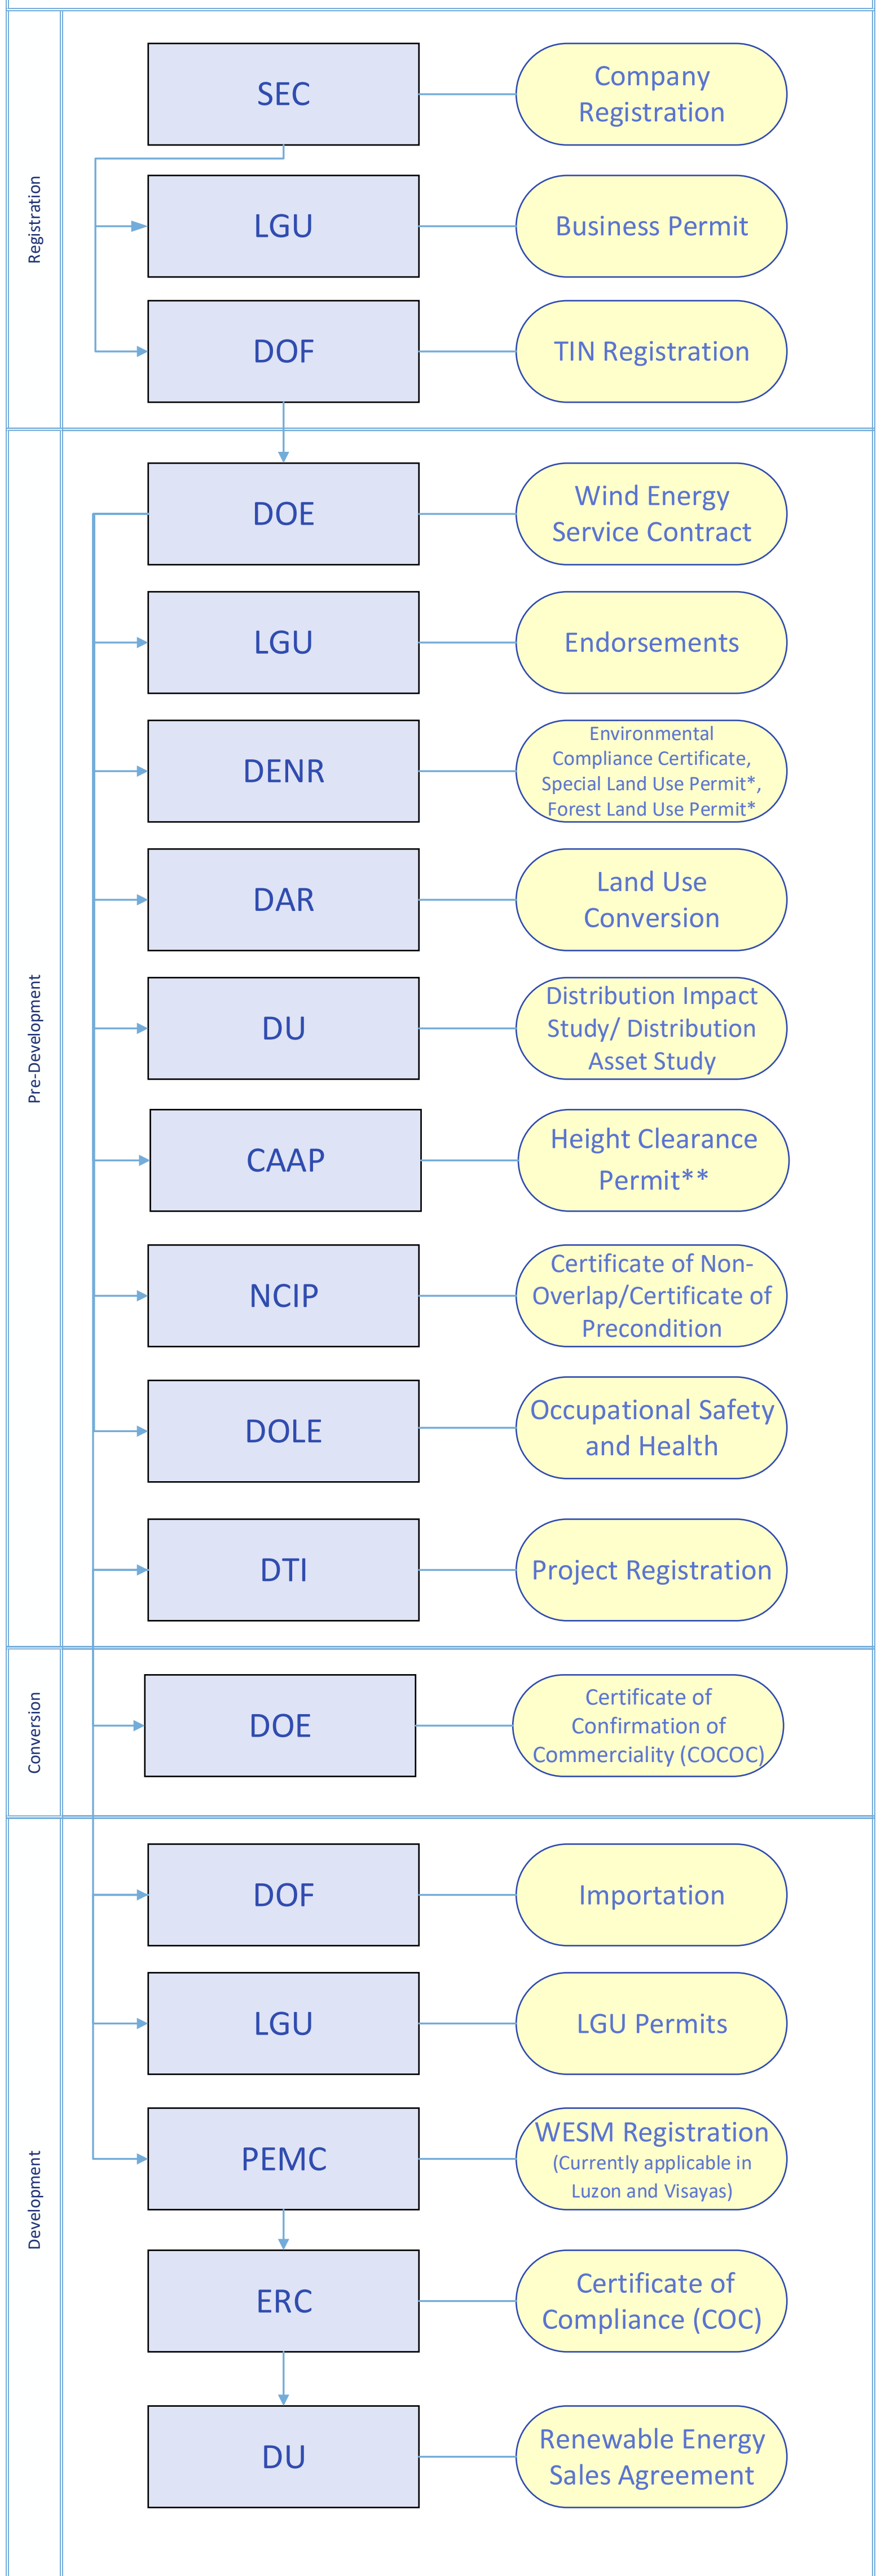 Registration
SEC
Company
Registration
LGU
Business Permit
DOF
TIN Registration
Pre-Development
DOE
Wind Energy
Service Contract
LGU
Endorsements
DENR
Environmental
Compliance Certificate,
Special Land Use Permit*,
Forest Land Use Permit*
DAR
Land Use
Conversion
DU
Distribution Impact
Study/ Distribution
Asset Study
CAAP
Height Clearance
Permit**
NCIP
Certificate of Non-
Overlap/Certificate of
Precondition
DOLE
Occupational Safety
and Health
DTI
Project Registration
Conversion
DOE
Certificate of
Confirmation of
Commerciality (COCOC)
Development
DOF
Importation
LGU
LGU Permits
PEMC
WESM Registration
(Currently applicable in
Luzon and Visayas)
ERC
Certificate of
Compliance (COC)
DU
Renewable Energy
Sales Agreement